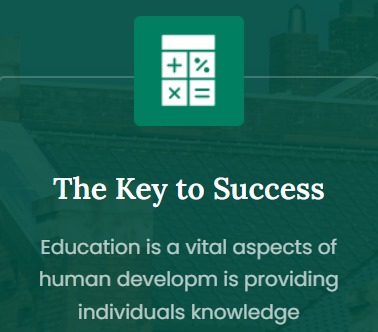 The Key to Success
Education is a vital aspects of
human developm is providing
individuals knowledge